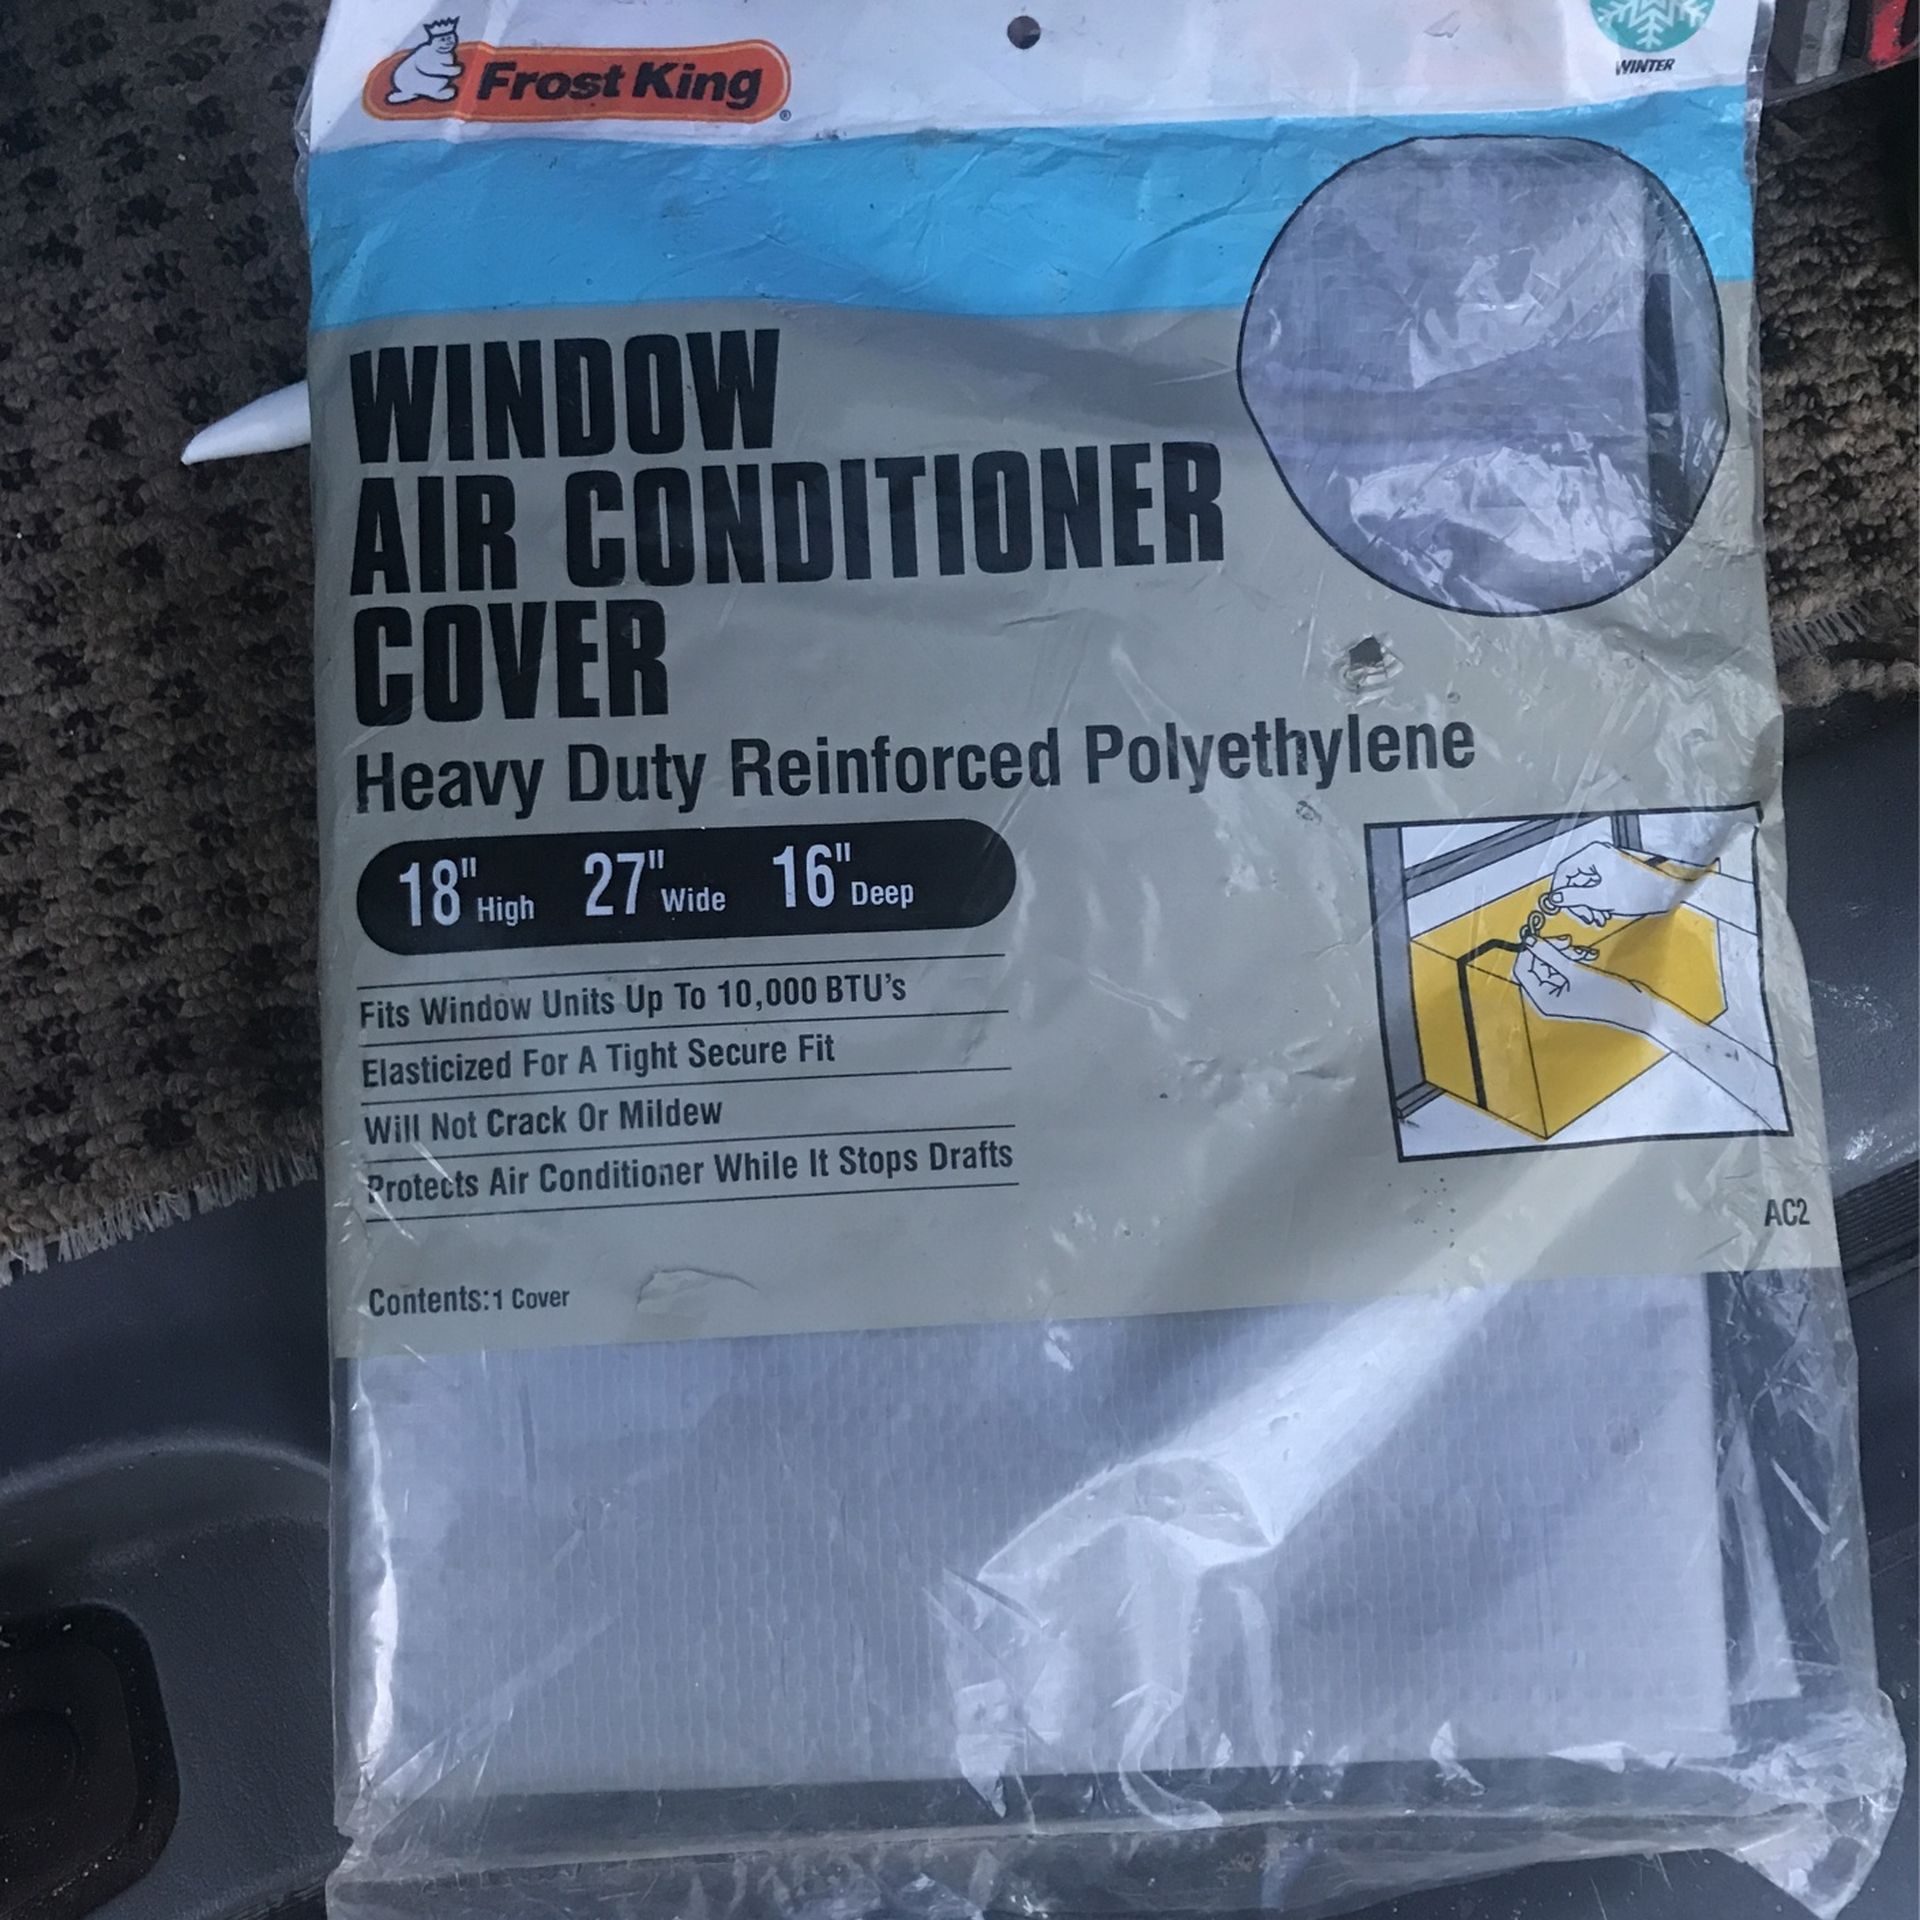 Frost King®
WINTER
WINDOW
AIR CONDITIONER
COVER
Heavy Duty Reinforced Polyethylene
18" High 27" Wide 16" Deep
Fits Window Units Up To 10,000 BTU's
Elasticized For A Tight Secure Fit
Will Not Crack Or Mildew
Protects Air Conditioner While It Stops Drafts
AC2
Contents:1 Cover